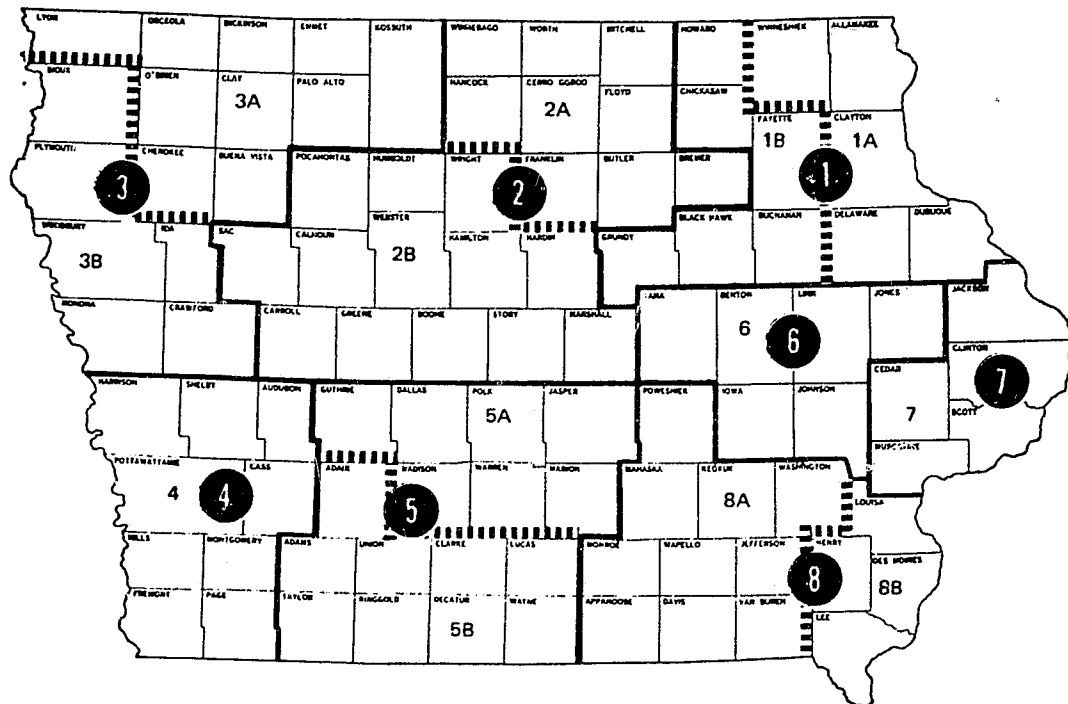 LYON OSCEOLA DICKINSON EMMET KOSSUTH WINNEBAGO WORTH MITCHELL HOWARD WINNESHIEK ALLAMAKEE
SIOUX O'BRIEN CLAY PALO ALTO HANCOCK CERRO GORDO FLOYD CHICKASAW
3A 2A
FAYETTE CLAYTON
1B 1A
PLYMOUTH CHEROKEE BUENA VISTA POCAHONTAS HUMBOLDT WRIGHT FRANKLIN BUTLER BREMER
3 2 1
WOODBURY IDA SAC CALHOUN WEBSTER HAMILTON HARDIN GRUNDY BLACK HAWK BUCHANAN DELAWARE DUBUQUE
3B 2B
MONONA CRAWFORD CARROLL GREENE BOONE STORY MARSHALL TAMA BENTON LINN JONES JACKSON
6 6
CLINTON
7
HARRISON SHELBY AUDUBON GUTHRIE DALLAS POLK JASPER POWESHIEK IOWA JOHNSON CEDAR SCOTT
5A 7
MUSCATINE
POTTAWATTAMIE CASS ADAIR MADISON WARREN MARION MAHASKA KEOKUK WASHINGTON LOUISA
4 4 5 8A
MILLS MONTGOMERY ADAMS UNION CLARKE LUCAS MONROE WAPELLO JEFFERSON HENRY DES MOINES
8 8B
FREMONT PAGE TAYLOR RINGGOLD DECATUR WAYNE APPANOOSE DAVIS VAN BUREN LEE
5B